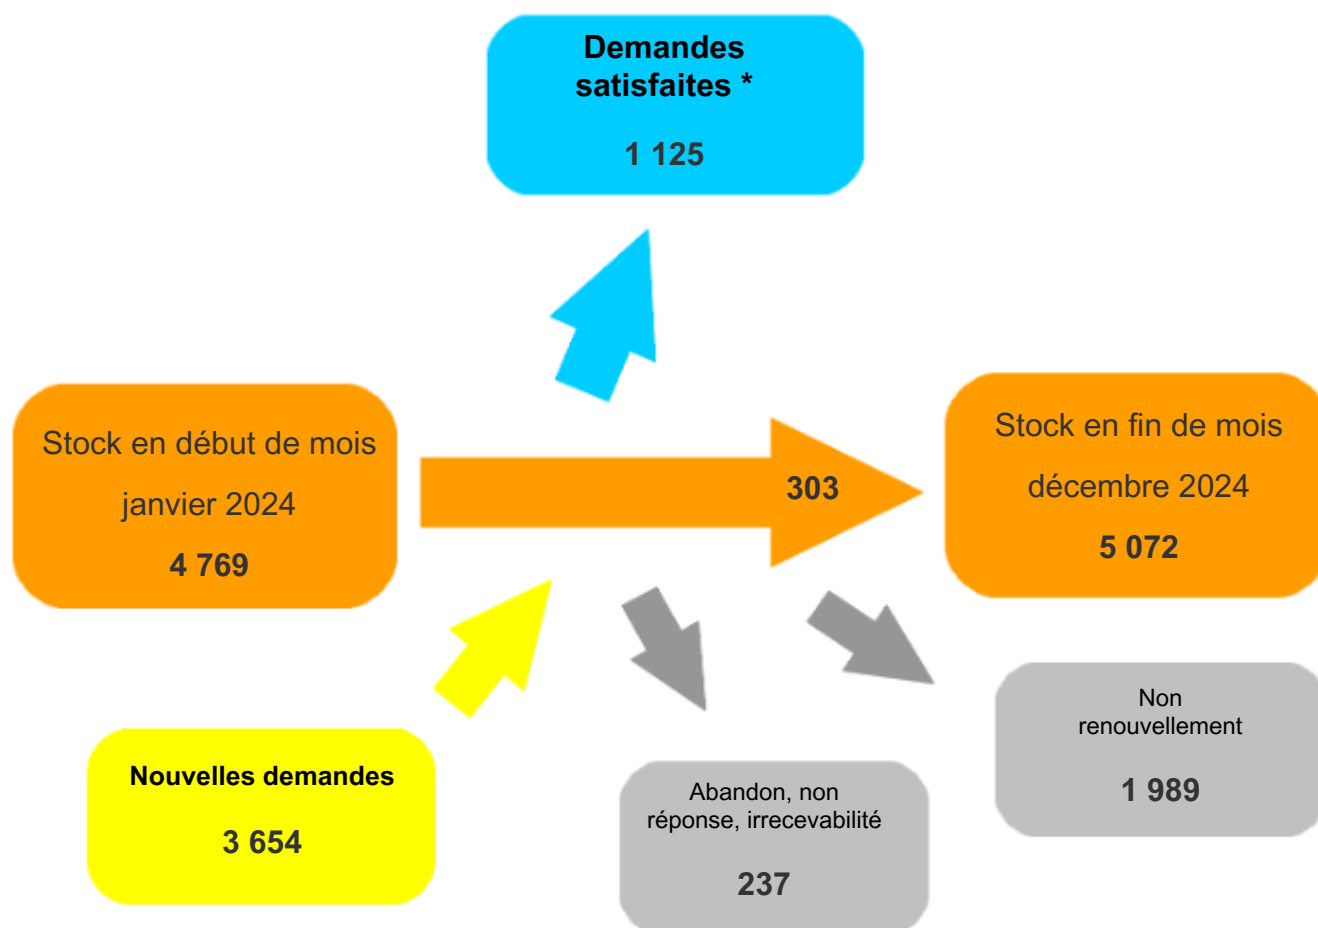 Demandes
satisfaites *
1 125
Stock en début de mois
janvier 2024
4 769
303
Stock en fin de mois
décembre 2024
5 072
Nouvelles demandes
3 654
Abandon, non
réponse, irrecevabilité
237
Non
renouvellement
1 989